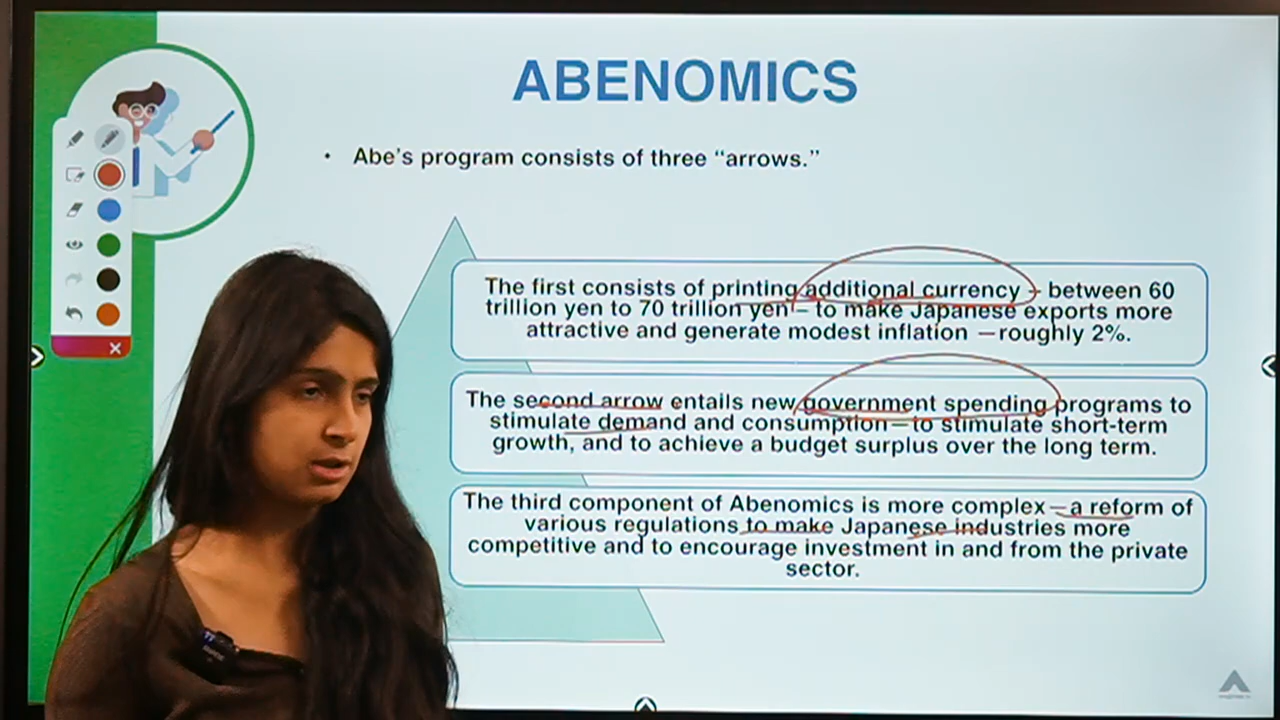 ABENOMICS
• Abe's program consists of three “arrows.”
The first consists of printing additional currency – between 60
trillion yen to 70 trillion yen – to make Japanese exports more
attractive and generate modest inflation —roughly 2%.
The second arrow entails new government spending programs to
stimulate demand and consumption—to stimulate short-term
growth, and to achieve a budget surplus over the long term.
The third component of Abenomics is more complex—a reform of
various regulations to make Japanese industries more
competitive and to encourage investment in and from the private
sector.